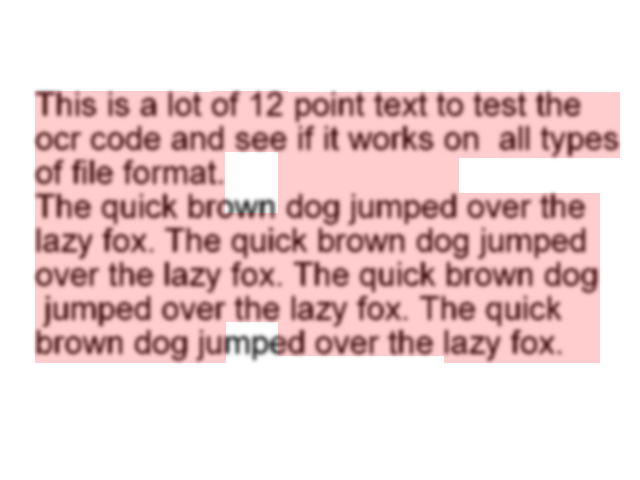 This is a lot of 12 point text to test the
ocr code and see if it works on  all types
of file format.
The quick brown dog jumped over the
lazy fox. The quick brown dog jumped
over the lazy fox. The quick brown dog
jumped over the lazy fox. The quick
brown dog jumped over the lazy fox.